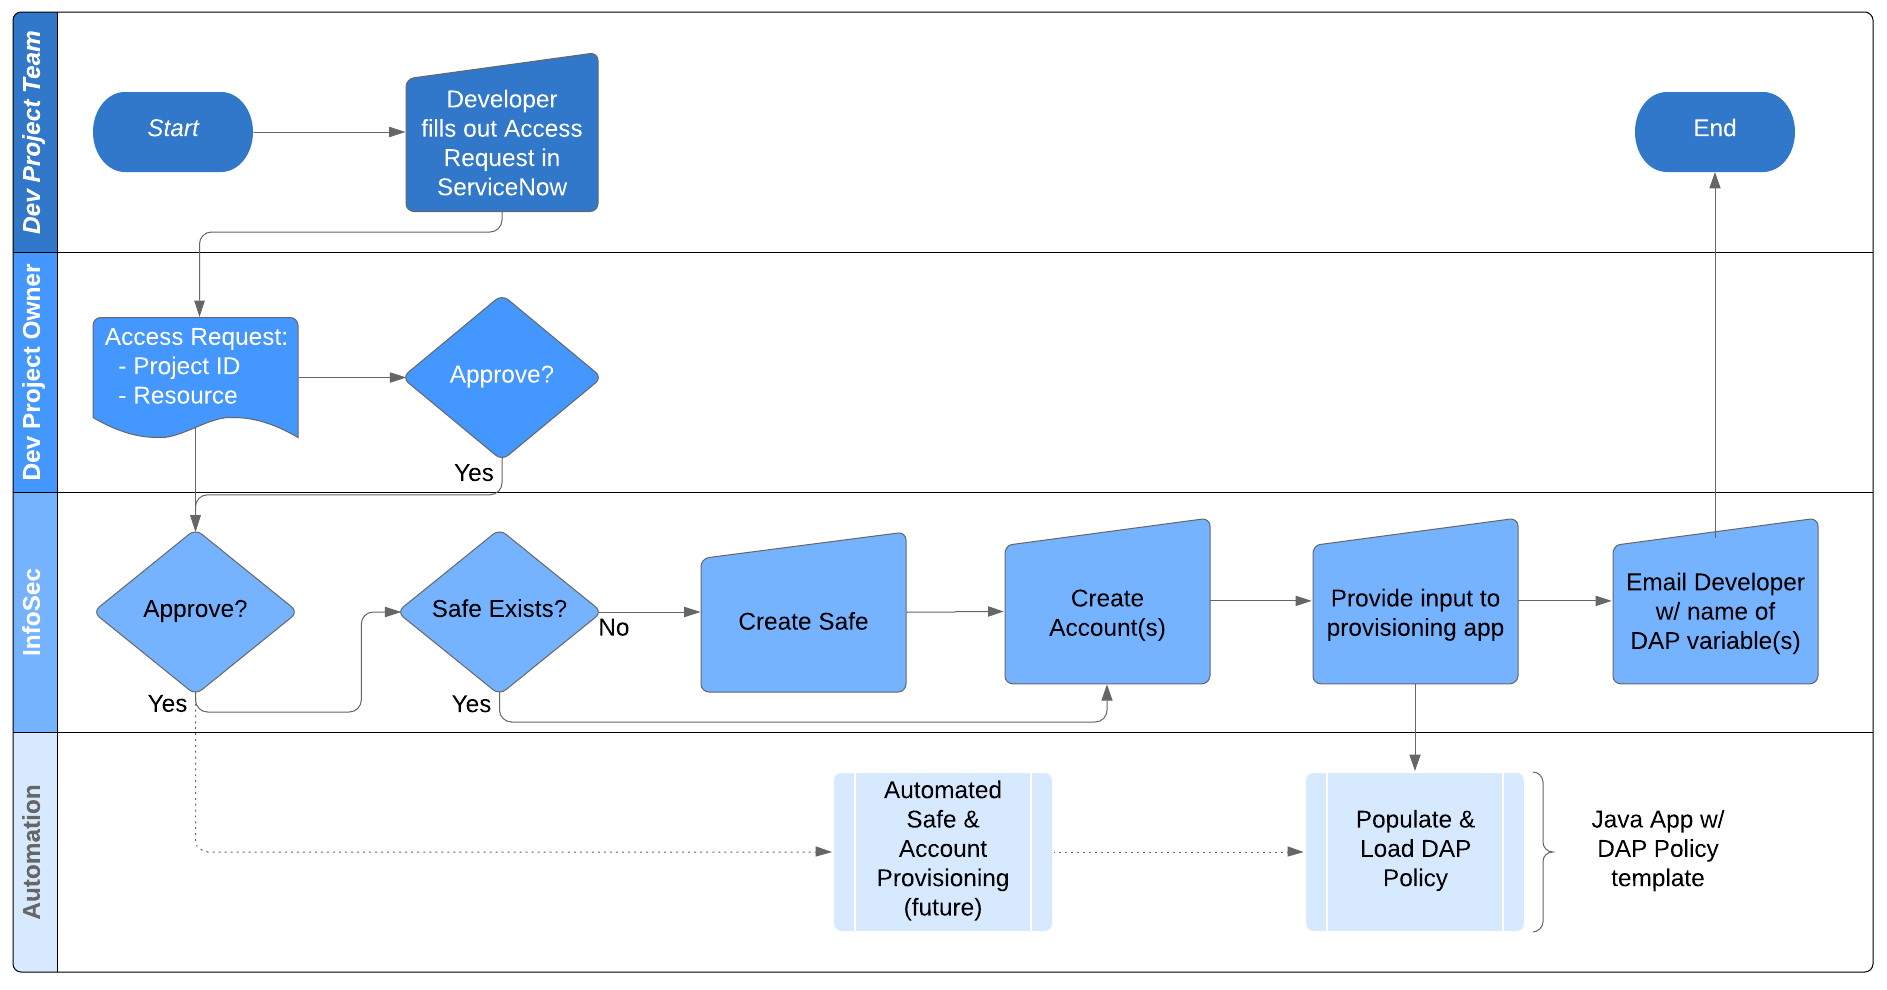 Dev Project Team
Start
Developer
fills out Access
Request in
ServiceNow
End
Dev Project Owner
Access Request:
- Project ID
- Resource
Approve?
Yes
InfoSec
Approve?
Yes
Safe Exists?
No
Yes
Create Safe
Create
Account(s)
Provide input to
provisioning app
Email Developer
w/ name of
DAP variable(s)
Automation
Automated
Safe &
Account
Provisioning
(future)
Populate &
Load DAP
Policy
Java App w/
DAP Policy
template